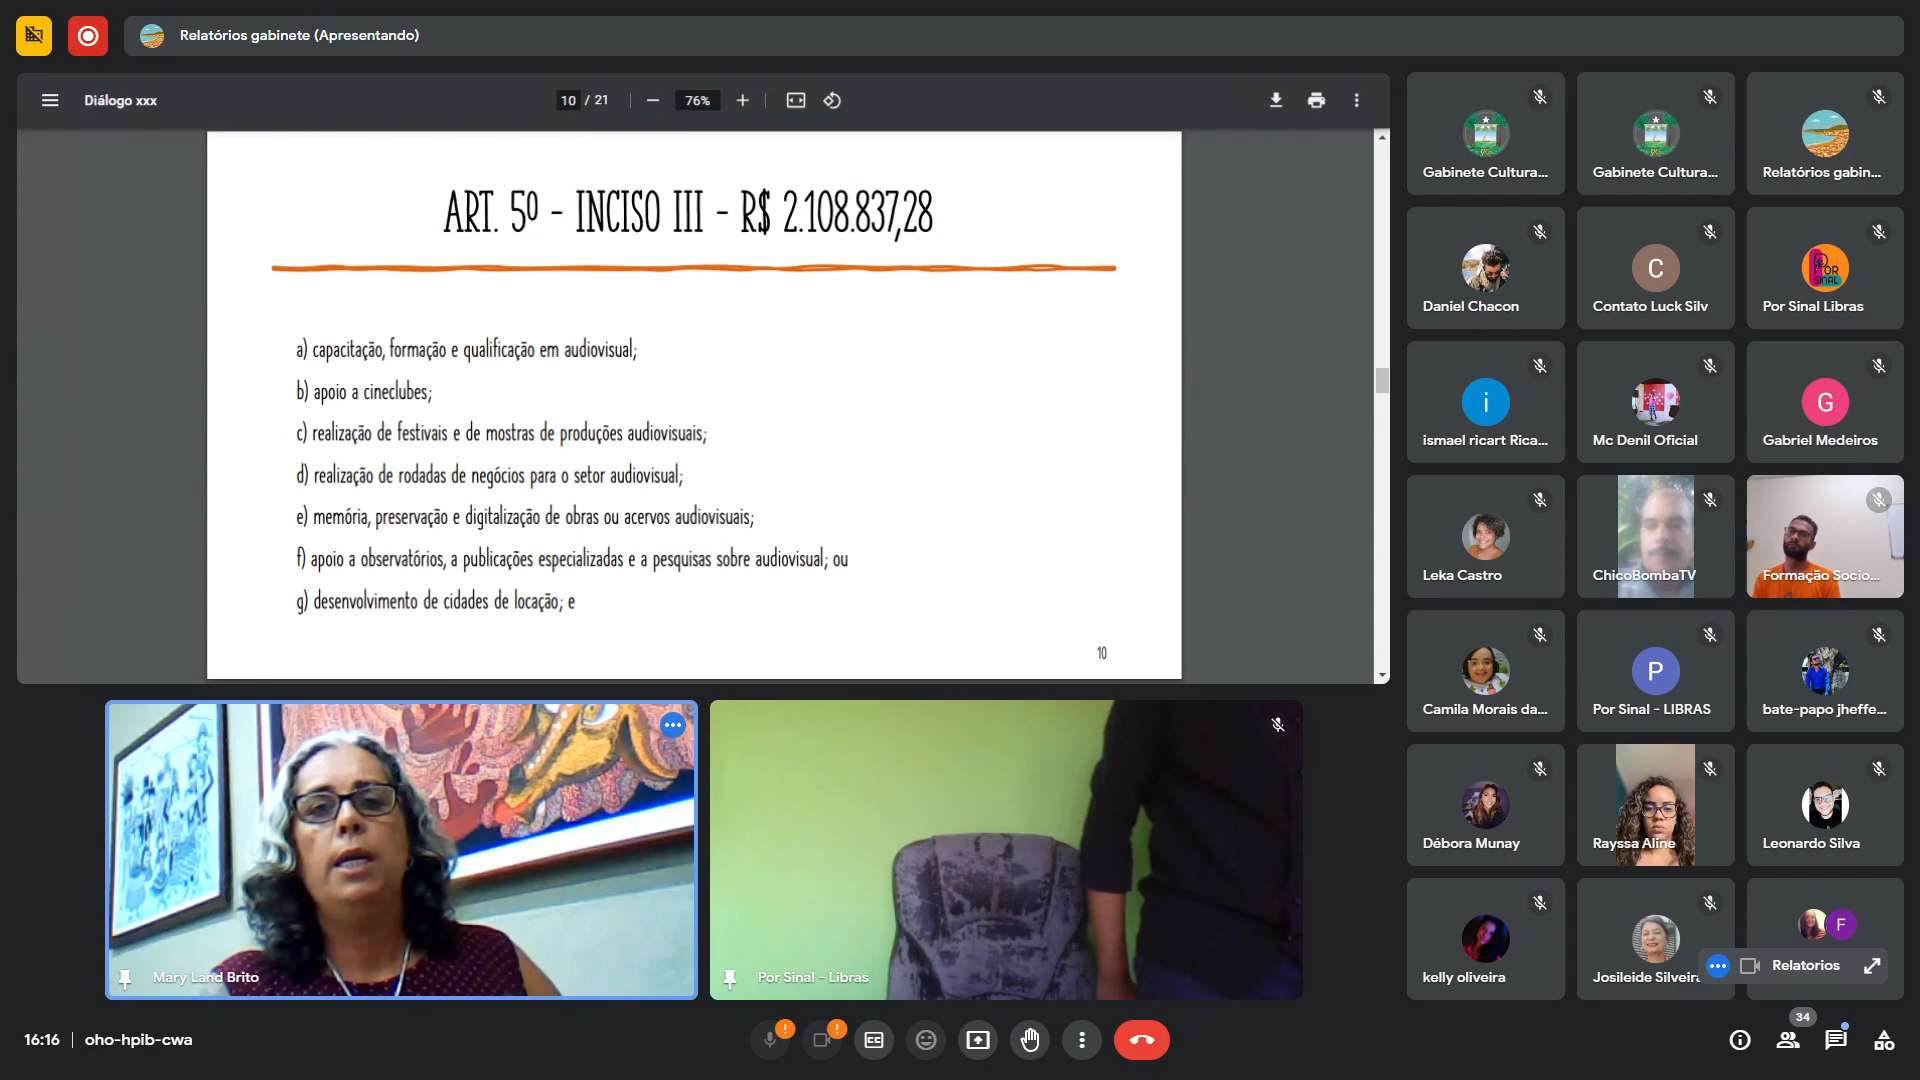 Relatórios gabinete (Apresentando)
Diálogo xxx
10 / 21
76%
ART. 5º - INCISO III - R$ 2.108.837,28
a) capacitação, formação e qualificação em audiovisual;
b) apoio a cineclubes;
c) realização de festivais e de mostras de produções audiovisuais;
d) realização de rodadas de negócios para o setor audiovisual;
e) memória, preservação e digitalização de obras ou acervos audiovisuais;
f) apoio a observatórios, a publicações especializadas e a pesquisas sobre audiovisual; ou
g) desenvolvimento de cidades de locação; e
10
Mary Land Brito
Por Sinal - Libras
Gabinete Cultura...
Gabinete Cultura...
Relatórios gabin...
Daniel Chacon
C
Contato Luck Silv
POR SINAL
Por Sinal Libras
i
ismael ricart Rica...
Mc Denil Oficial
G
Gabriel Medeiros
Leka Castro
ChicoBombaTV
Formação Socio...
Camila Morais da...
P
Por Sinal - LIBRAS
bate-papo jheffe...
Débora Munay
Rayssa Aline
Leonardo Silva
kelly oliveira
Josileide Silveira
F
Relatorios
16:16
oho-hpib-cwa
CC
34